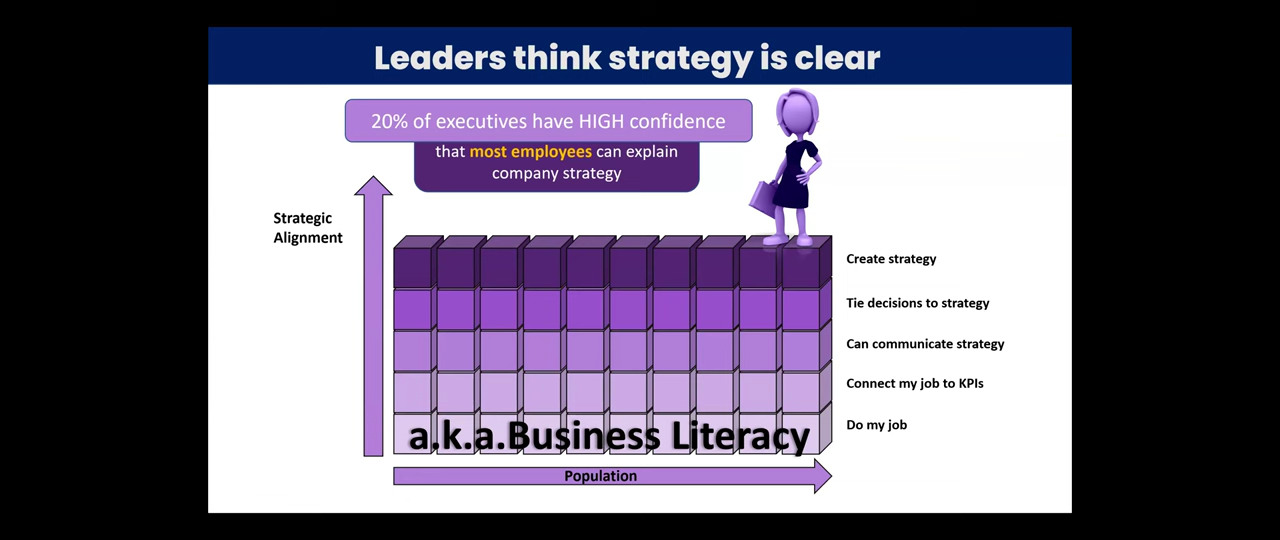 Leaders think strategy is clear
20% of executives have HIGH confidence
that most employees can explain
company strategy
Strategic
Alignment
Create strategy
Tie decisions to strategy
Can communicate strategy
Connect my job to KPIs
Do my job
a.k.a.Business Literacy
Population